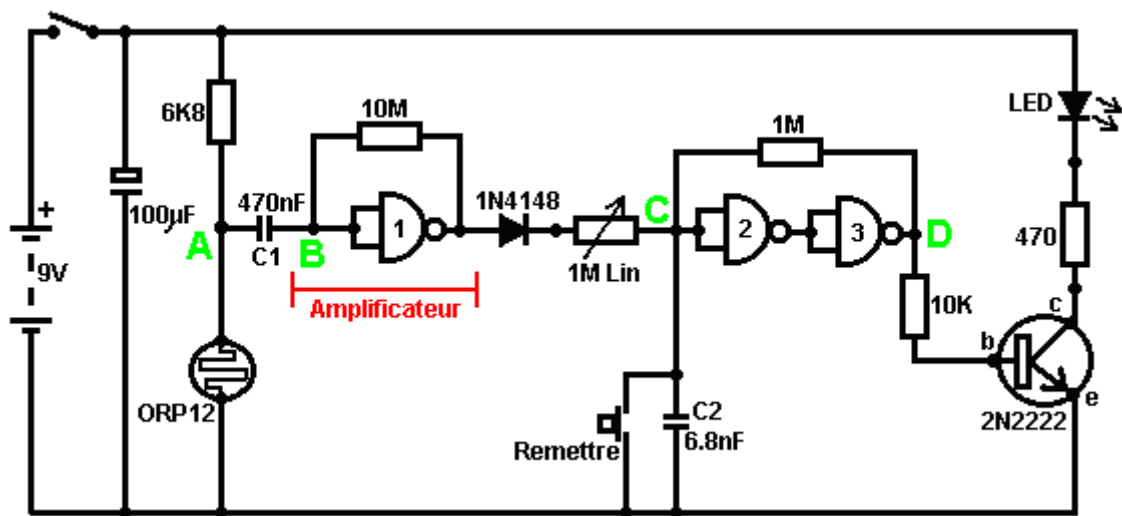 6K8
10M
1M
LED
+
9V
100µF
A
470nF
C1
B
1
1N4148
1M Lin
C
2
3
D
470
Amplificateur
10K
c
b
e
ORP12
Remettre
C2
6.8nF
2N2222